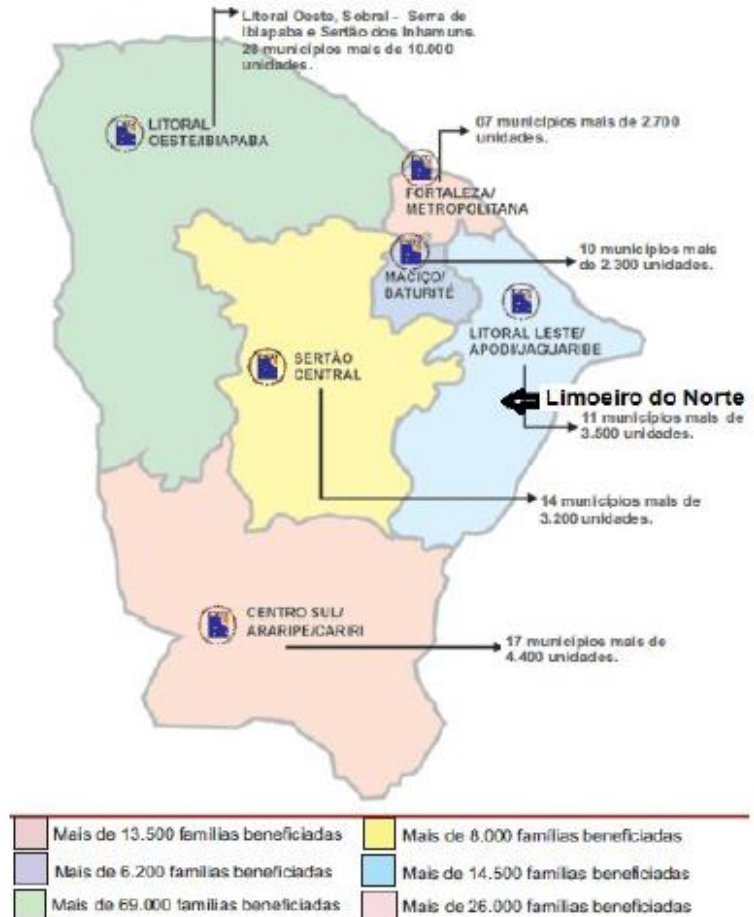 Litoral Oeste, Sobral - Serra de
Ibiapaba e Sertão dos Inhamuns.
28 municípios mais de 10.000
unidades.
LITORAL
OESTE/IBIAPABA
07 municípios mais de 2.700
unidades.
FORTALEZA/
METROPOLITANA
10 municípios mais
de 2.300 unidades.
MACIÇO/
BATURITÉ
LITORAL LESTE/
APODI/JAGUARIBE
SERTÃO
CENTRAL
Limoeiro do Norte
11 municípios mais de
3.500 unidades.
14 municípios mais de
3.200 unidades.
CENTRO SUL/
ARARIPE/CARIRI
17 municípios mais de
4.400 unidades.
Mais de 13.500 famílias beneficiadas
Mais de 8.000 famílias beneficiadas
Mais de 6.200 famílias beneficiadas
Mais de 14.500 famílias beneficiadas
Mais de 69.000 famílias beneficiadas
Mais de 26.000 famílias beneficiadas